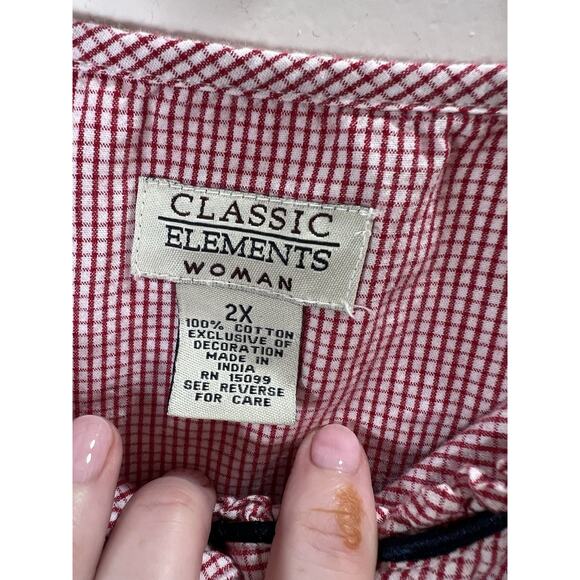 CLASSIC
ELEMENTS
WOMAN
2X
100% COTTON
EXCLUSIVE OF
DECORATION
MADE IN
INDIA
RN 15099
SEE REVERSE
FOR CARE